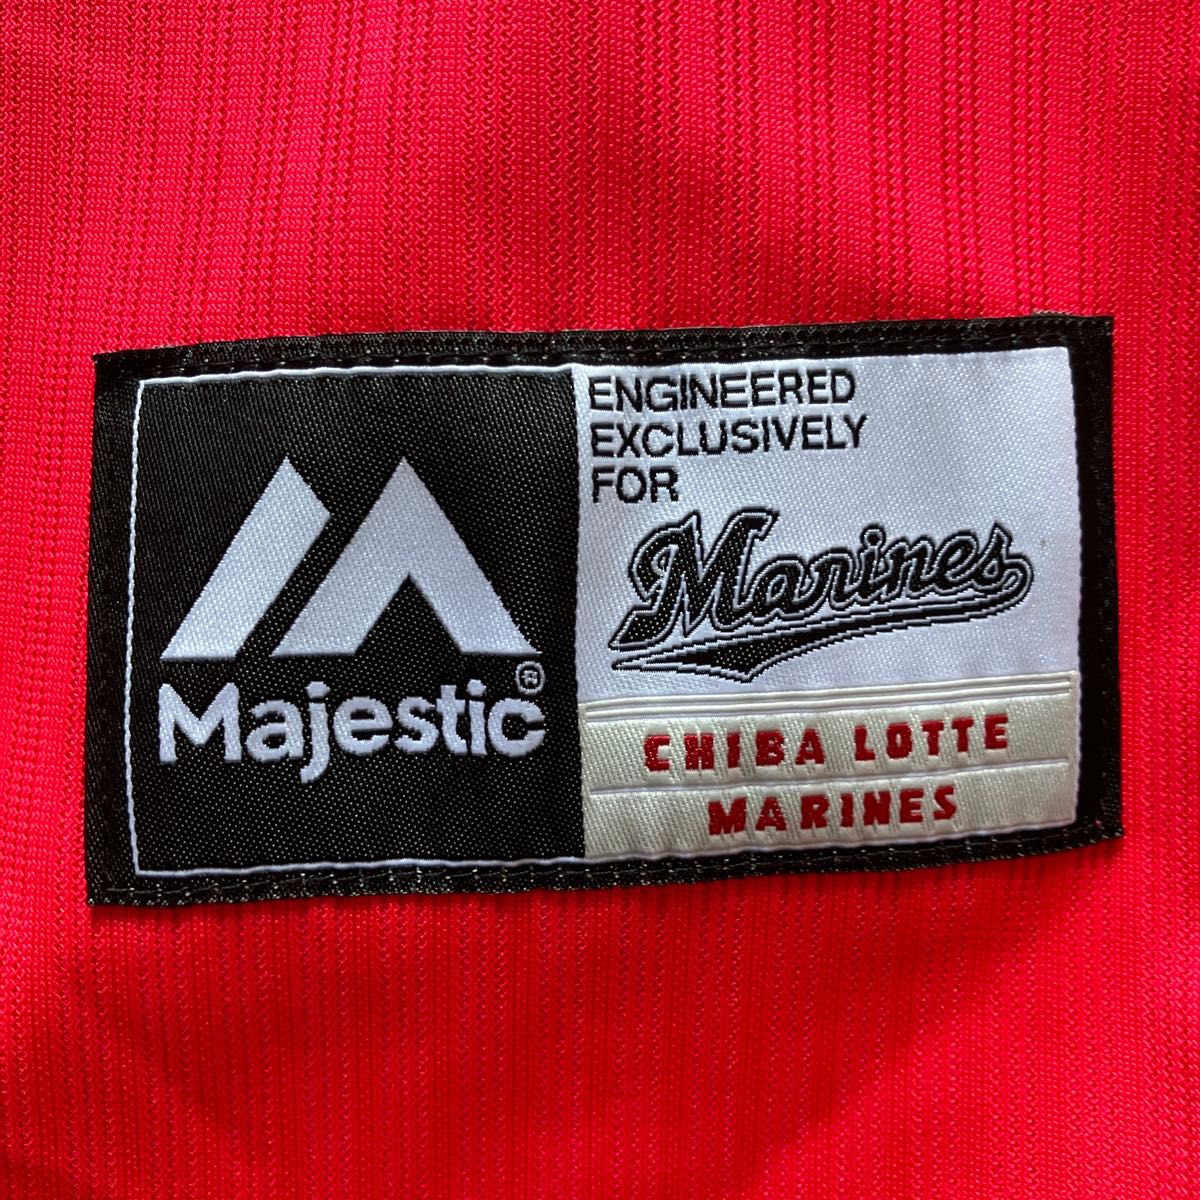 Majestic®
ENGINEERED
EXCLUSIVELY
FOR
Marines
CHIBA LOTTE
MARINES